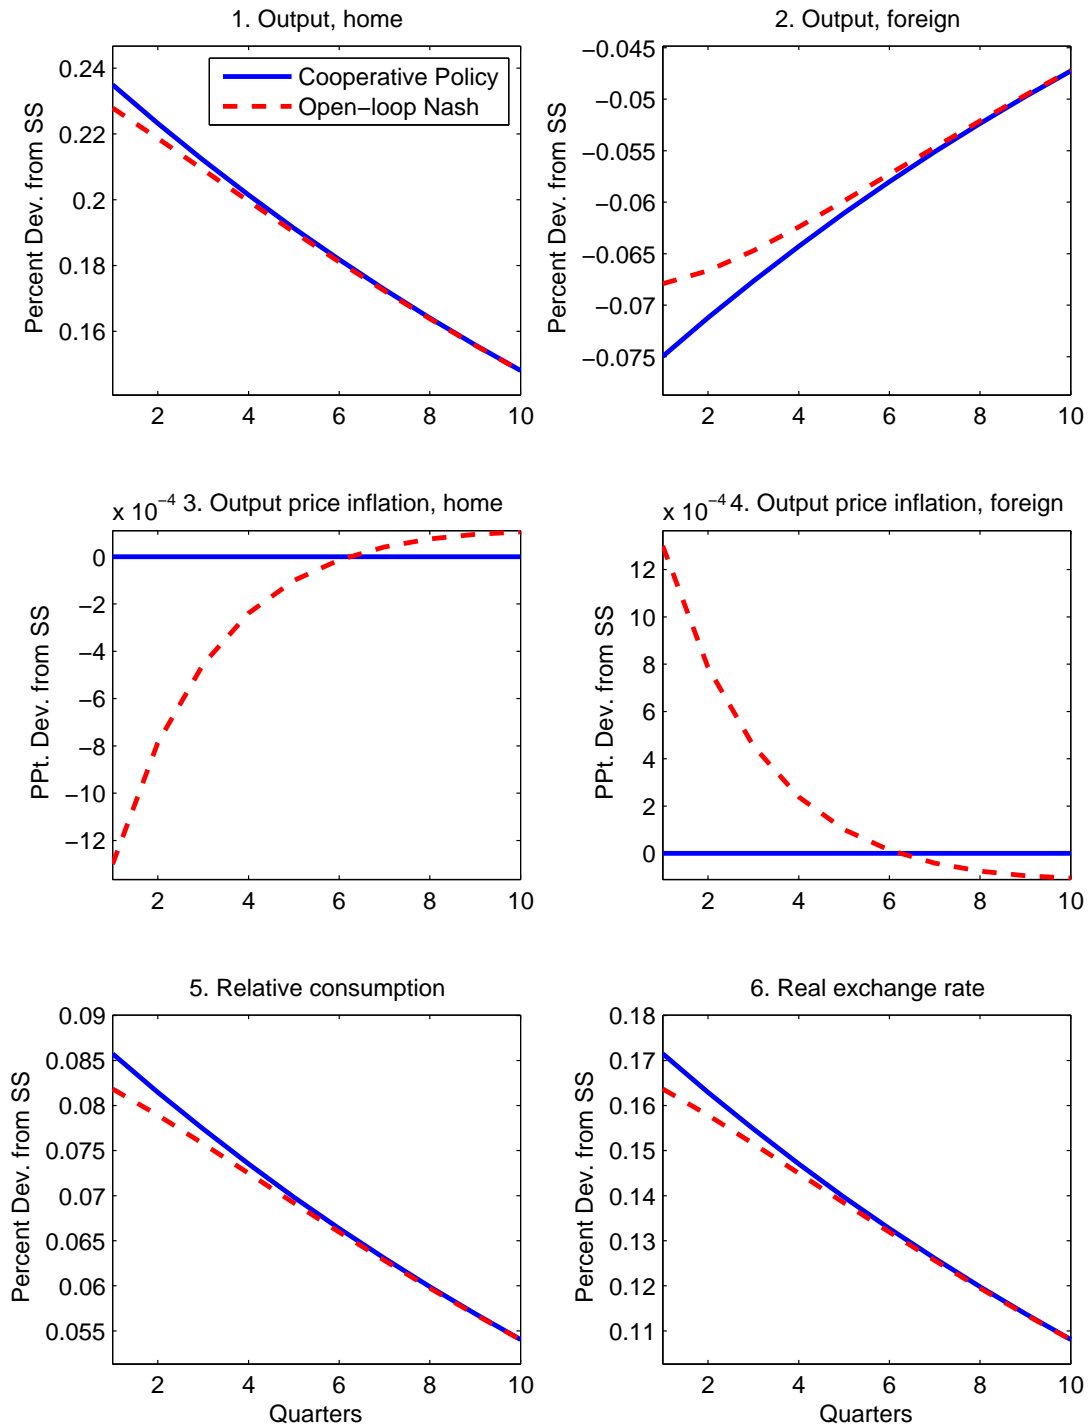 1. Output, home
Percent Dev. from SS
0.24
0.22
0.2
0.18
0.16
2 4 6 8 10
Cooperative Policy
Open−loop Nash
2. Output, foreign
Percent Dev. from SS
−0.045
−0.05
−0.055
−0.06
−0.065
−0.07
−0.075
2 4 6 8 10
x 10−4 3. Output price inflation, home
PPt. Dev. from SS
0
−2
−4
−6
−8
−10
−12
2 4 6 8 10
x 10−4 4. Output price inflation, foreign
PPt. Dev. from SS
12
10
8
6
4
2
0
2 4 6 8 10
5. Relative consumption
Percent Dev. from SS
0.09
0.085
0.08
0.075
0.07
0.065
0.06
0.055
2 4 6 8 10
Quarters
6. Real exchange rate
Percent Dev. from SS
0.18
0.17
0.16
0.15
0.14
0.13
0.12
0.11
2 4 6 8 10
Quarters